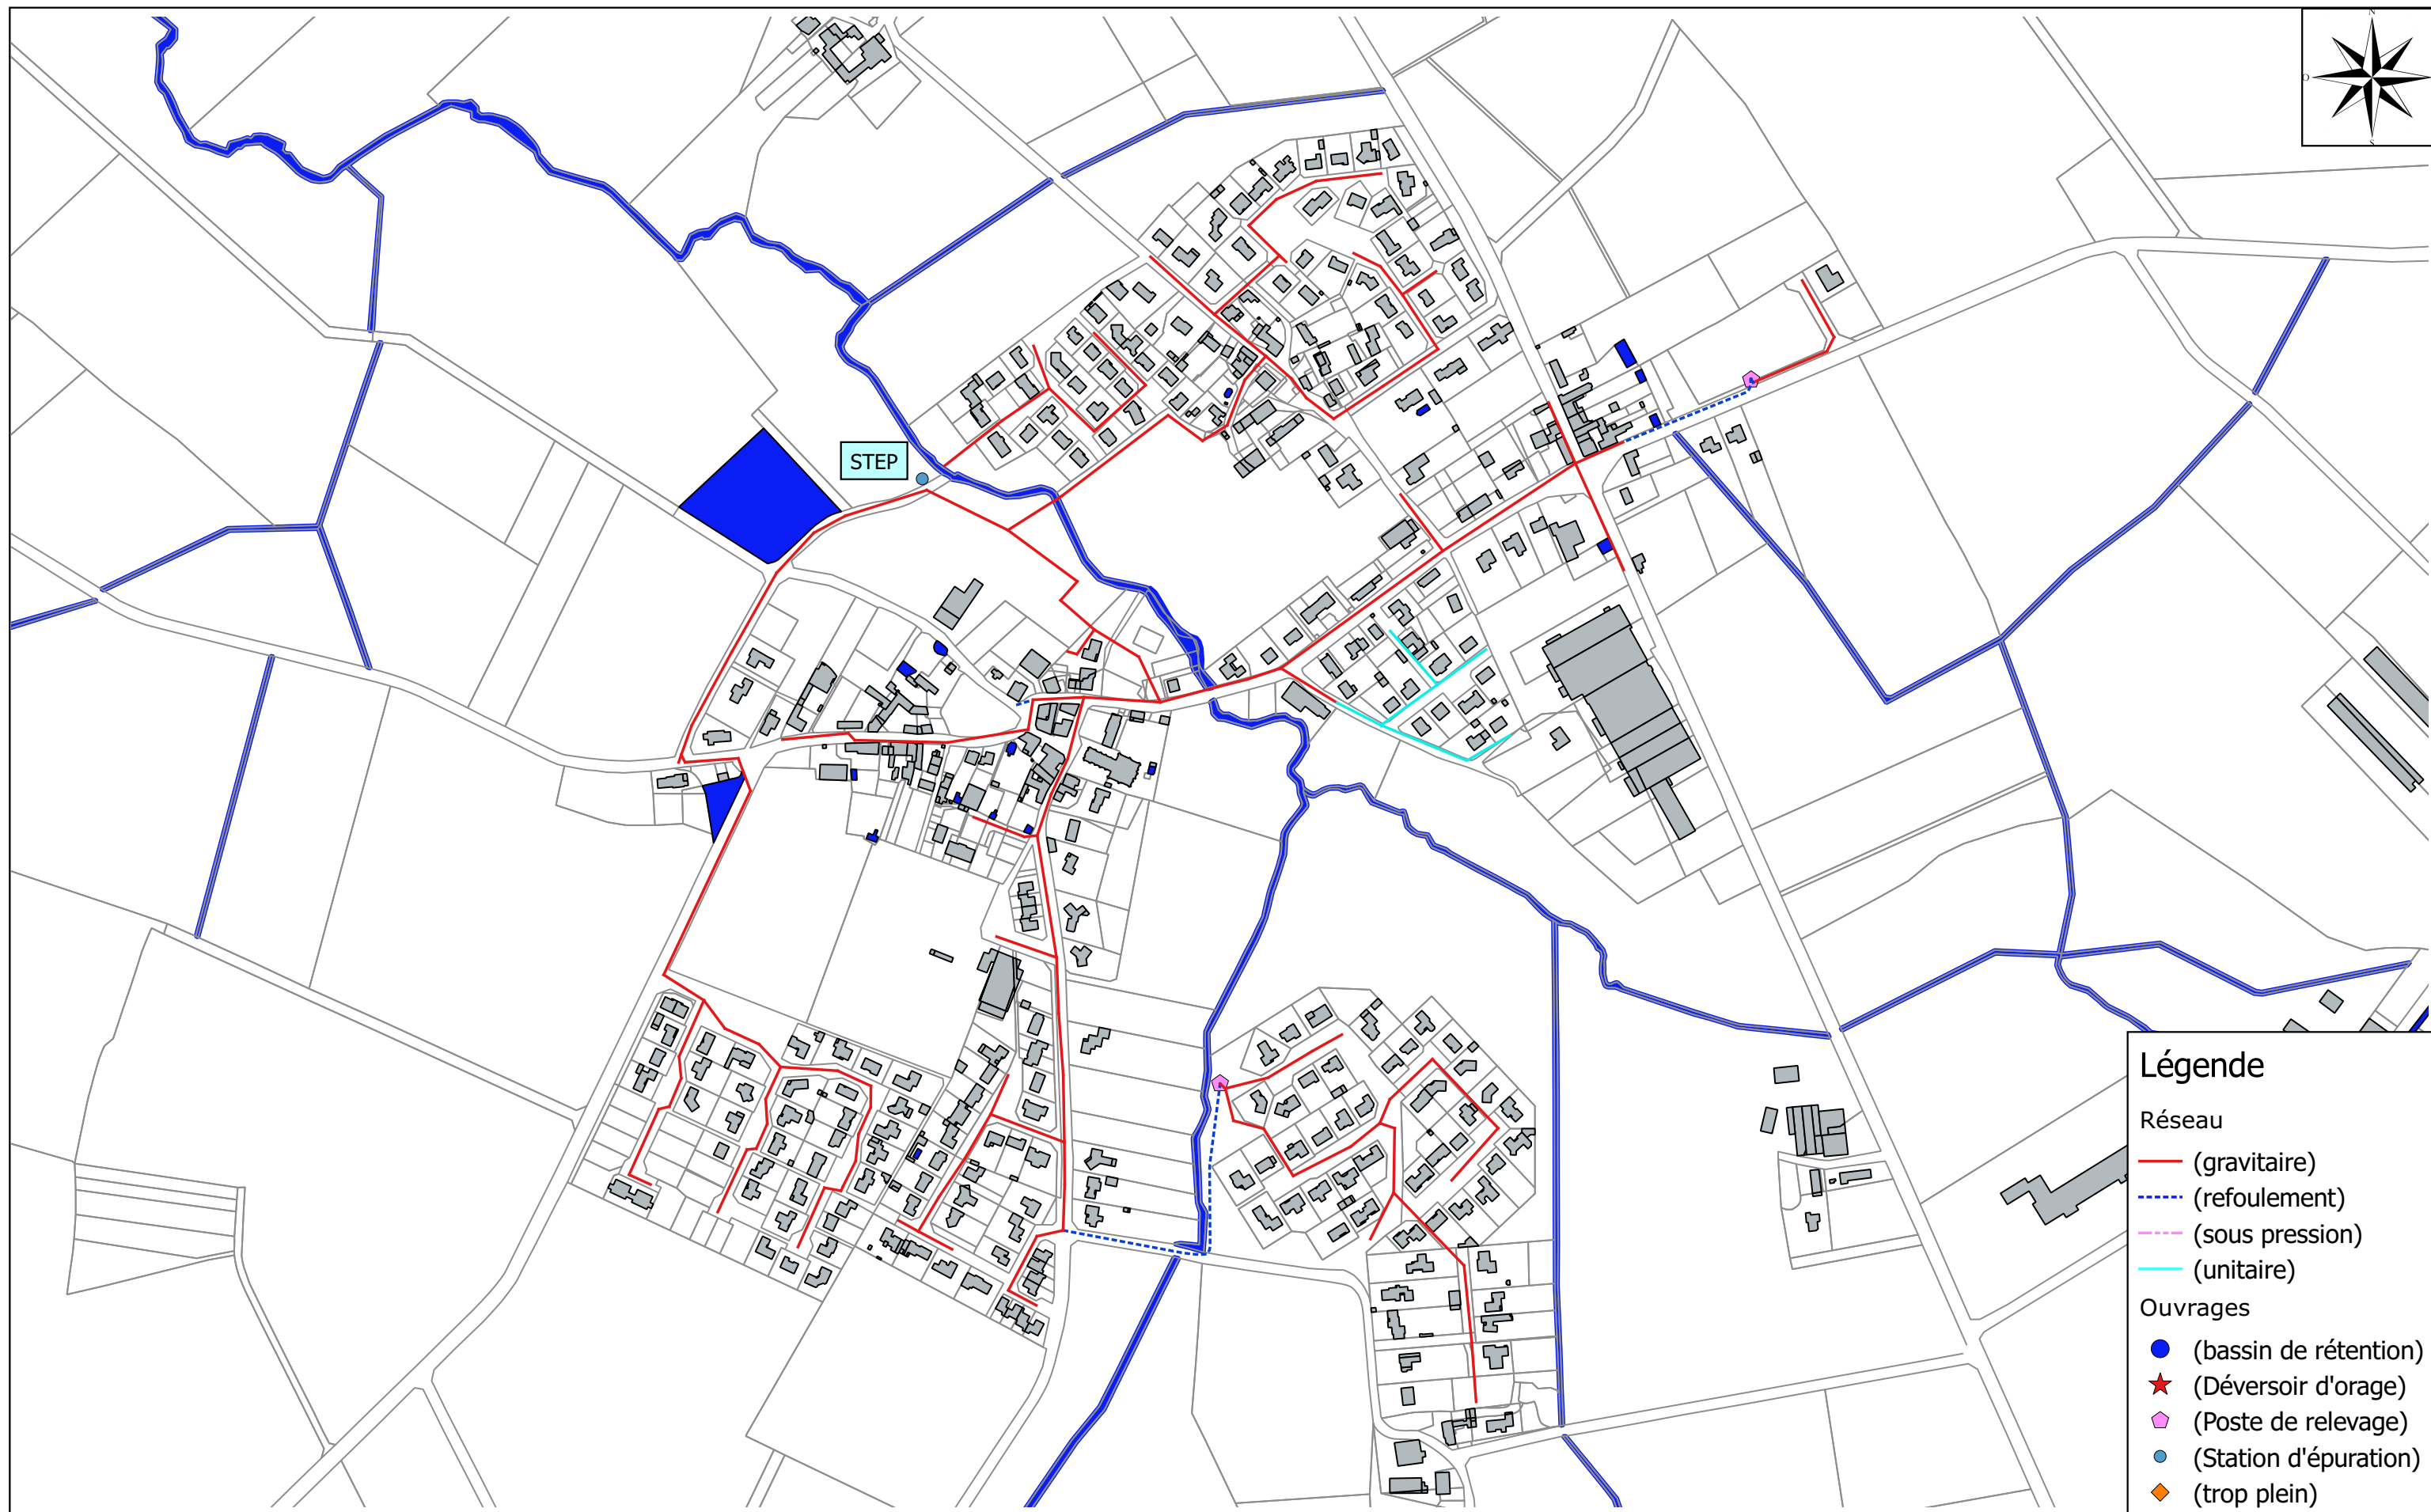 N
O
S
STEP
Légende
Réseau
(gravitaire)
(refoulement)
(sous pression)
(unitaire)
Ouvrages
(bassin de rétention)
(Déversoir d'orage)
(Poste de relevage)
(Station d'épuration)
(trop plein)